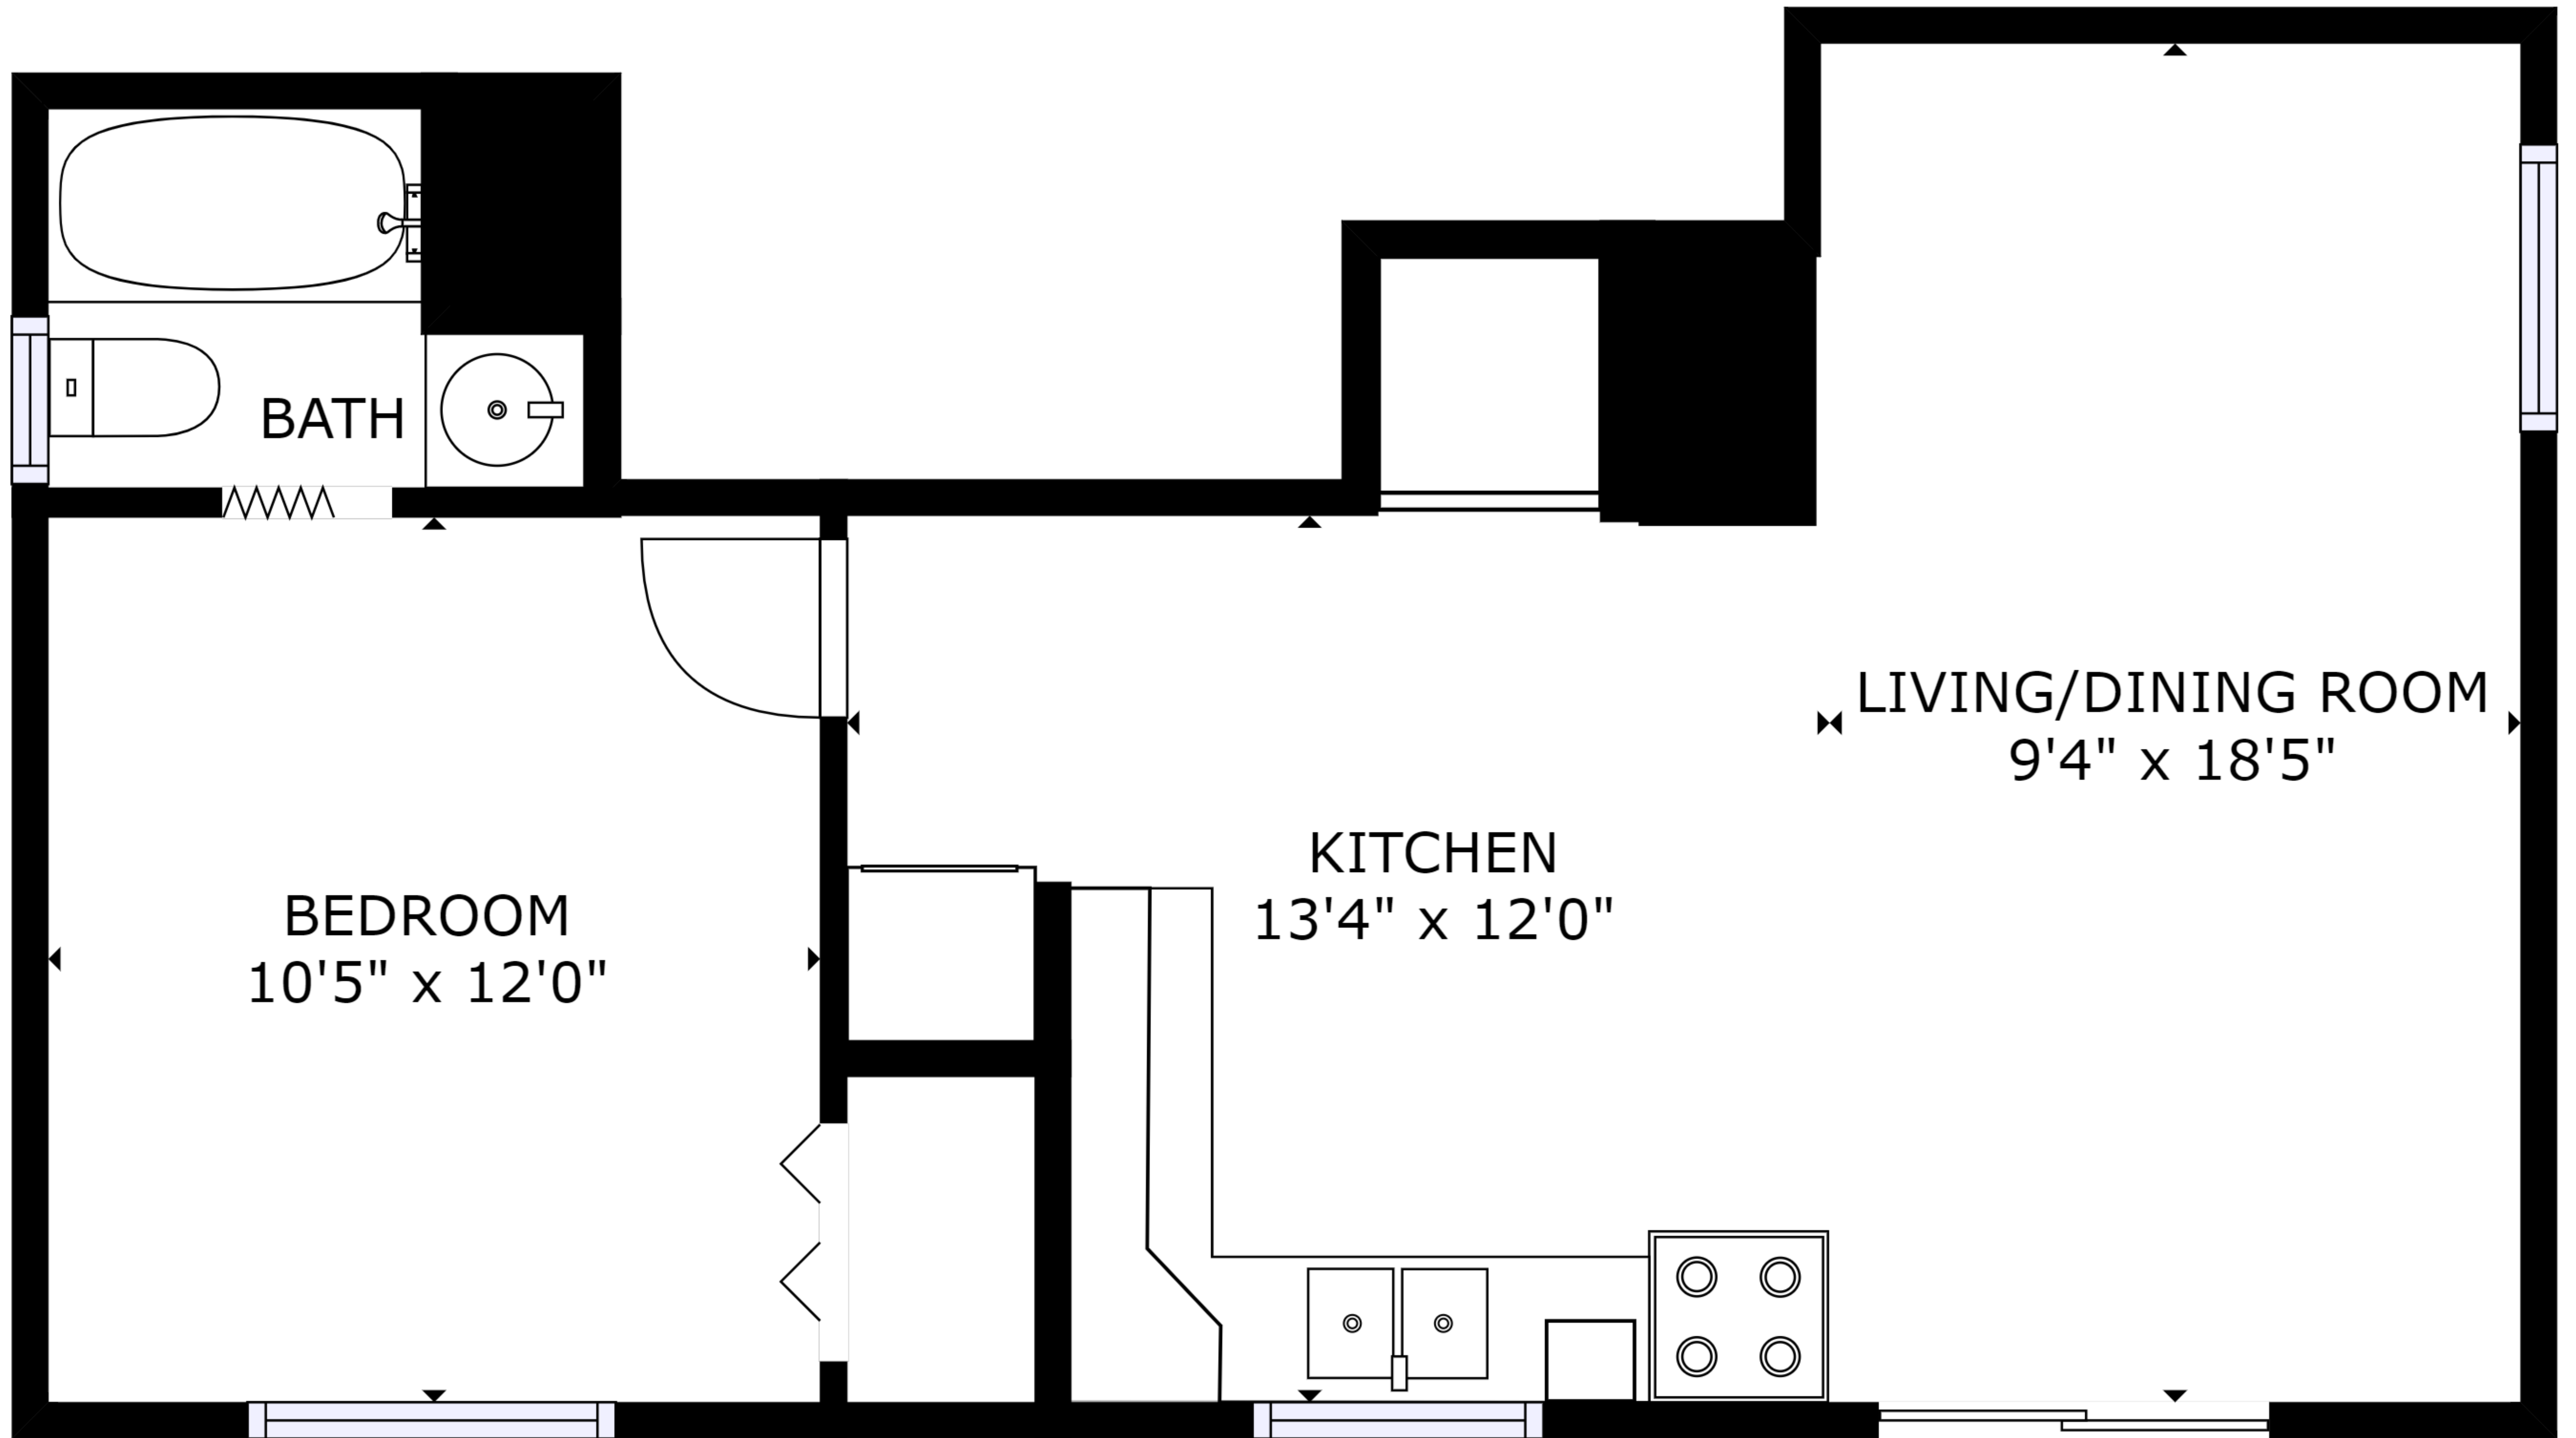 BATH
LIVING/DINING ROOM
9'4" x 18'5"
KITCHEN
13'4" x 12'0"
BEDROOM
10'5" x 12'0"